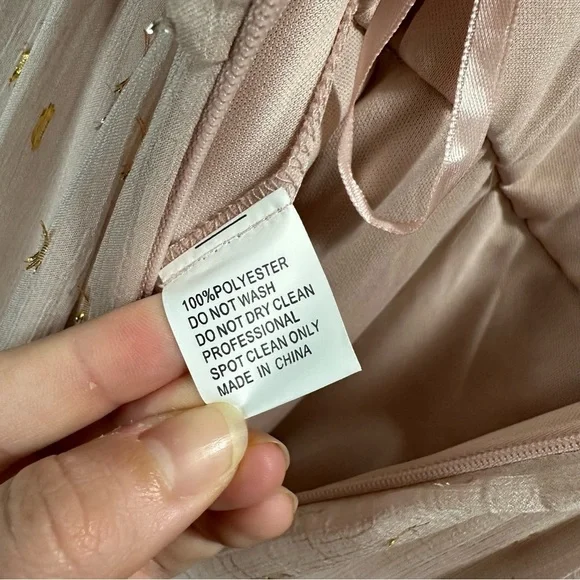 100%POLYESTER
DO NOT WASH
DO NOT DRY CLEAN
PROFESSIONAL
SPOT CLEAN ONLY
MADE IN CHINA